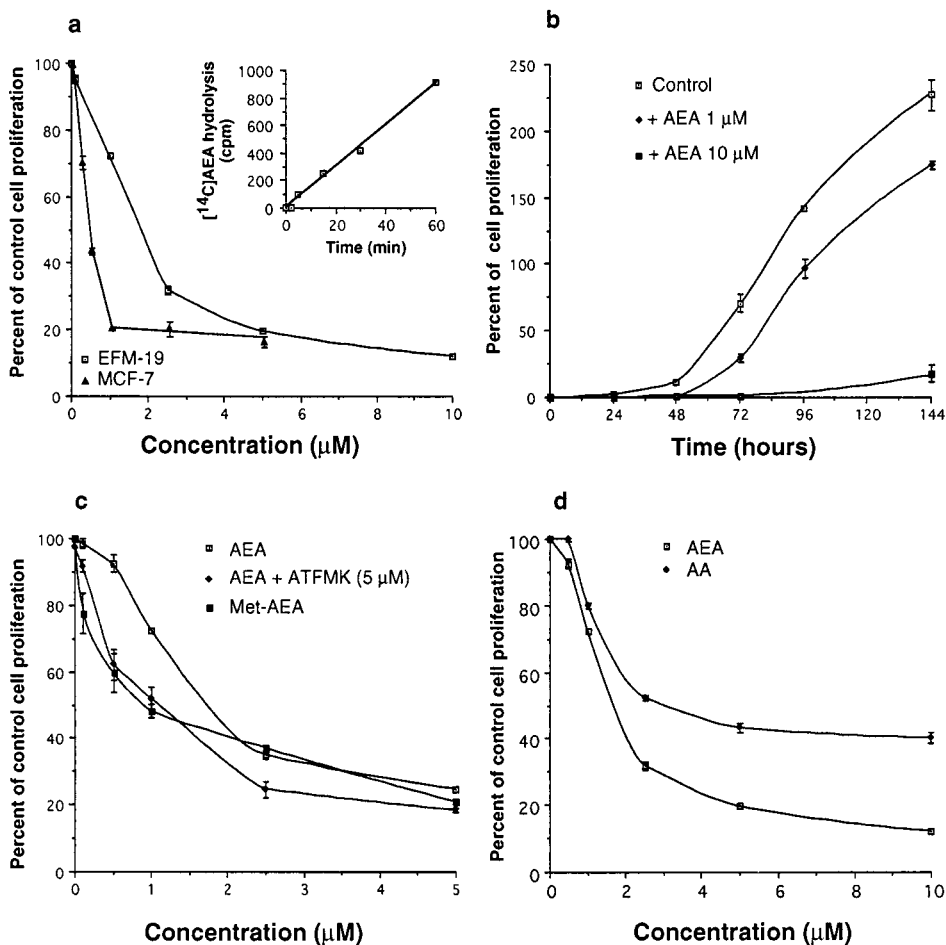 a
Percent of control cell proliferation
100
80
60
40
20
0
0
2
4
6
8
10
Concentration (μM)
EFM-19
MCF-7
[¹⁴C]AEA hydrolysis
(cpm)
1000
800
600
400
200
0
0
20
40
60
Time (min)
b
Percent of cell proliferation
250
200
150
100
50
0
0
24
48
72
96
120
144
Time (hours)
Control
+ AEA 1 μM
+ AEA 10 μM
c
Percent of control cell proliferation
100
80
60
40
20
0
0
1
2
3
4
5
Concentration (μM)
AEA
AEA + ATFMK (5 μM)
Met-AEA
d
Percent of control cell proliferation
100
80
60
40
20
0
0
2
4
6
8
10
Concentration (μM)
AEA
AA